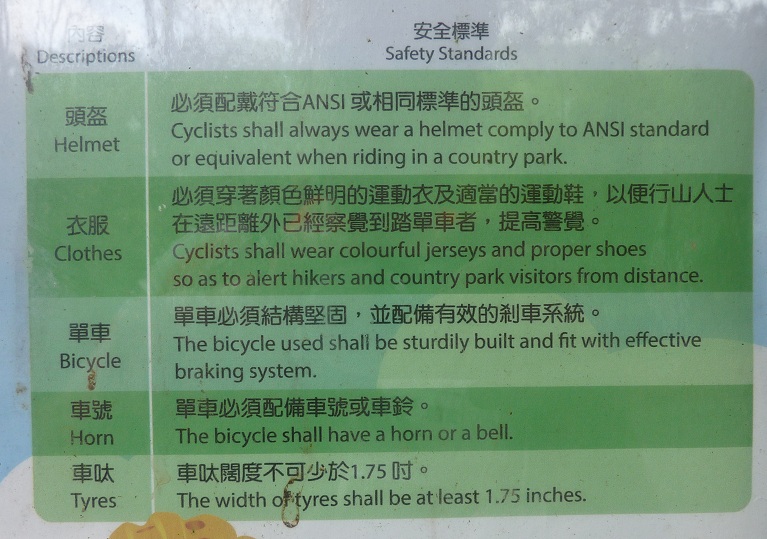 內容
Descriptions
安全標準
Safety Standards
頭盔
Helmet
必須配戴符合ANSI 或相同標準的頭盔。
Cyclists shall always wear a helmet comply to ANSI standard
or equivalent when riding in a country park.
衣服
Clothes
必須穿著顏色鮮明的運動衣及適當的運動鞋，以便行山人士
在遠距離外已經察覺到踏單車者，提高警覺。
Cyclists shall wear colourful jerseys and proper shoes
so as to alert hikers and country park visitors from distance.
單車
Bicycle
單車必須結構堅固，並配備有效的剎車系統。
The bicycle used shall be sturdily built and fit with effective
braking system.
車號
Horn
單車必須配備車號或車鈴。
The bicycle shall have a horn or a bell.
車呔
Tyres
車呔闊度不可少於1.75 吋。
The width of tyres shall be at least 1.75 inches.